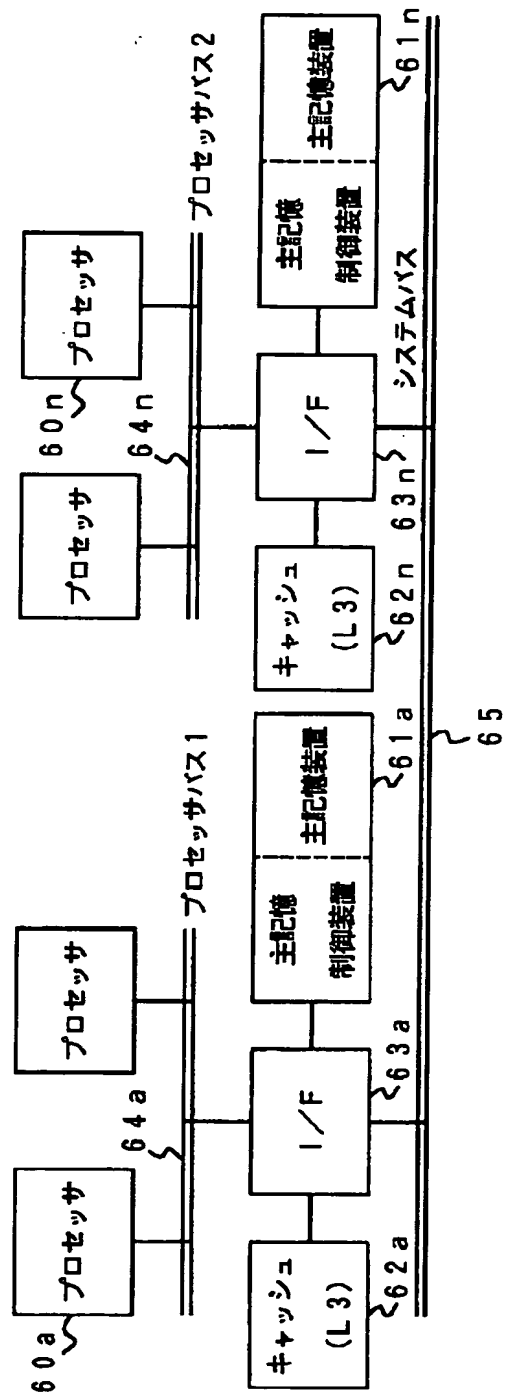 60a
プロセッサ
プロセッサ
64a
プロセッサバス1
キャッシュ
(L3)
62a
I/F
63a
主記憶
制御装置
主記憶装置
61a
プロセッサ
プロセッサ
60n
64n
プロセッサバス2
キャッシュ
(L3)
62n
I/F
63n
主記憶
制御装置
主記憶装置
61n
システムバス
65